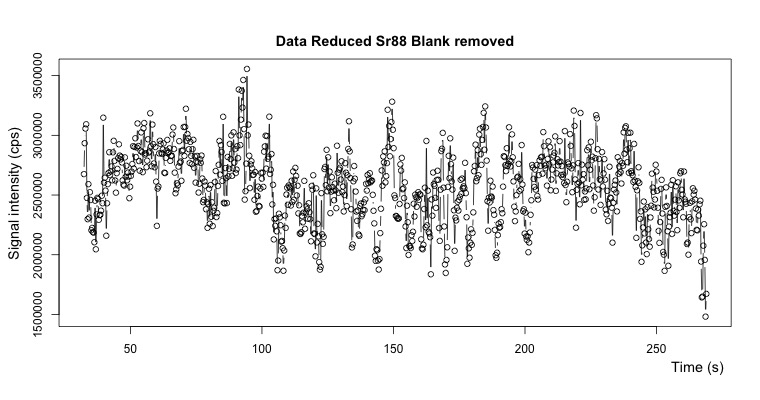 Data Reduced Sr88 Blank removed
Signal intensity (cps)
3500000
3000000
2500000
2000000
1500000
50 100 150 200 250
Time (s)